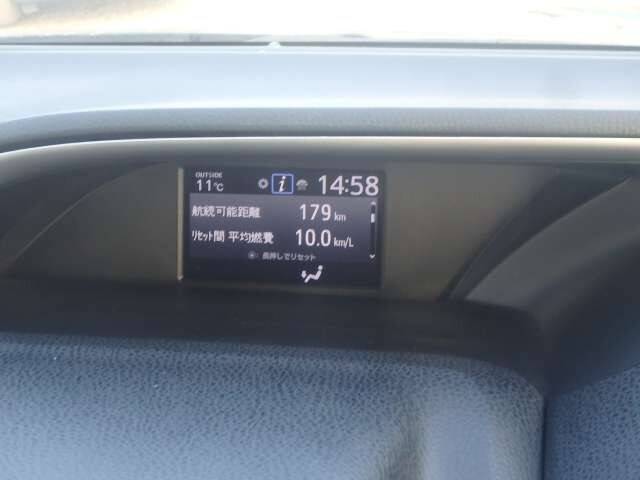 OUTSIDE
11℃ i 14:58
航続可能距離 179 km
リセット間 平均燃費 10.0 km/L
長押しでリセット